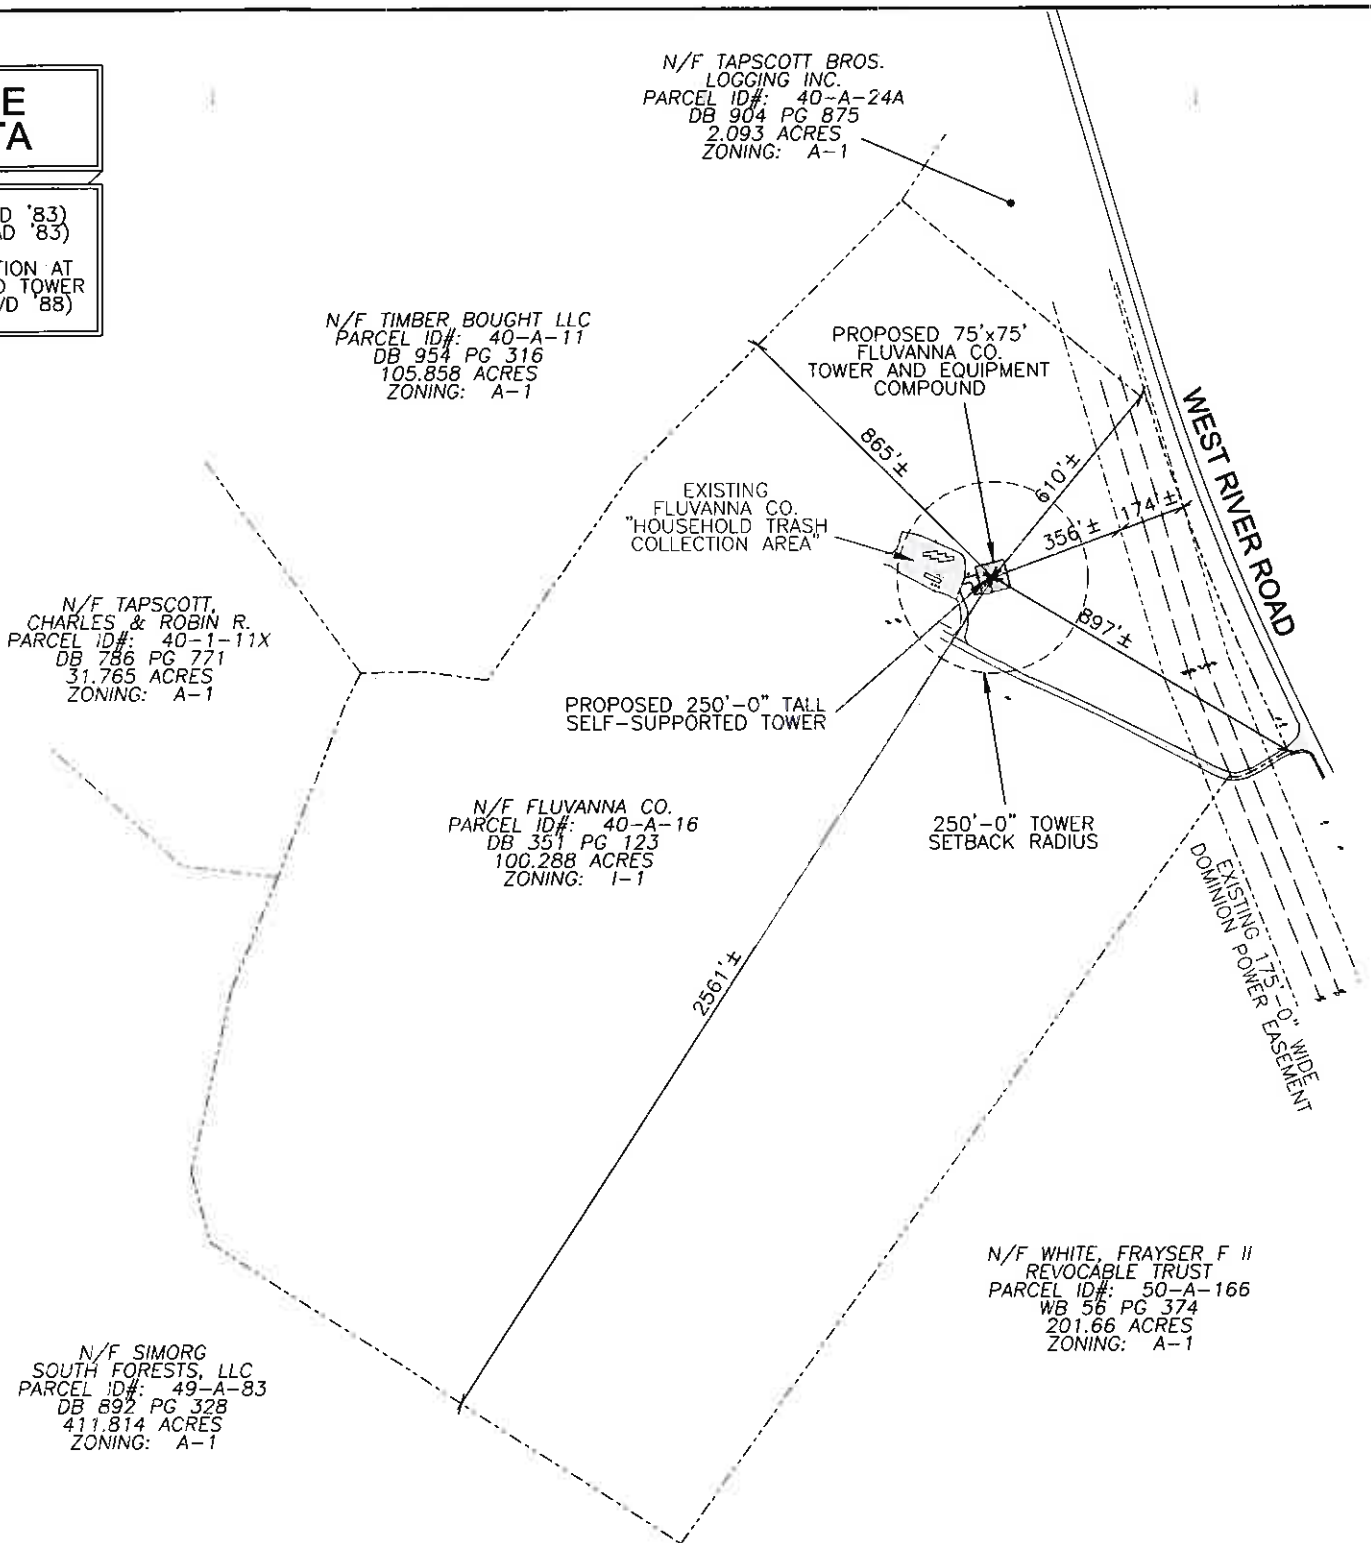 N/F TAPSCOTT BROS.
LOGGING INC.
PARCEL ID#: 40-A-24A
DB 904 PG 875
2.093 ACRES
ZONING: A-1
'83)
'83)
AT
TOWER
'88)
N/F TIMBER BOUGHT LLC
PARCEL ID#: 40-A-11
DB 954 PG 316
105.858 ACRES
ZONING: A-1
PROPOSED 75'x75'
FLUVANNA CO.
TOWER AND EQUIPMENT
COMPOUND
WEST RIVER ROAD
865'±
610'±
174'±
356'±
897'±
EXISTING
FLUVANNA CO.
"HOUSEHOLD TRASH
COLLECTION AREA"
N/F TAPSCOTT,
CHARLES & ROBIN R.
PARCEL ID#: 40-1-11X
DB 786 PG 771
31.765 ACRES
ZONING: A-1
PROPOSED 250'-0" TALL
SELF-SUPPORTED TOWER
N/F FLUVANNA CO.
PARCEL ID#: 40-A-16
DB 351 PG 123
100.288 ACRES
ZONING: I-1
250'-0" TOWER
SETBACK RADIUS
EXISTING 175'-0" WIDE
DOMINION POWER EASEMENT
2561'±
N/F WHITE, FRAYSER F II
REVOCABLE TRUST
PARCEL ID#: 50-A-166
WB 56 PG 374
201.66 ACRES
ZONING: A-1
N/F SIMORG
SOUTH FORESTS, LLC
PARCEL ID#: 49-A-83
DB 892 PG 328
411.814 ACRES
ZONING: A-1